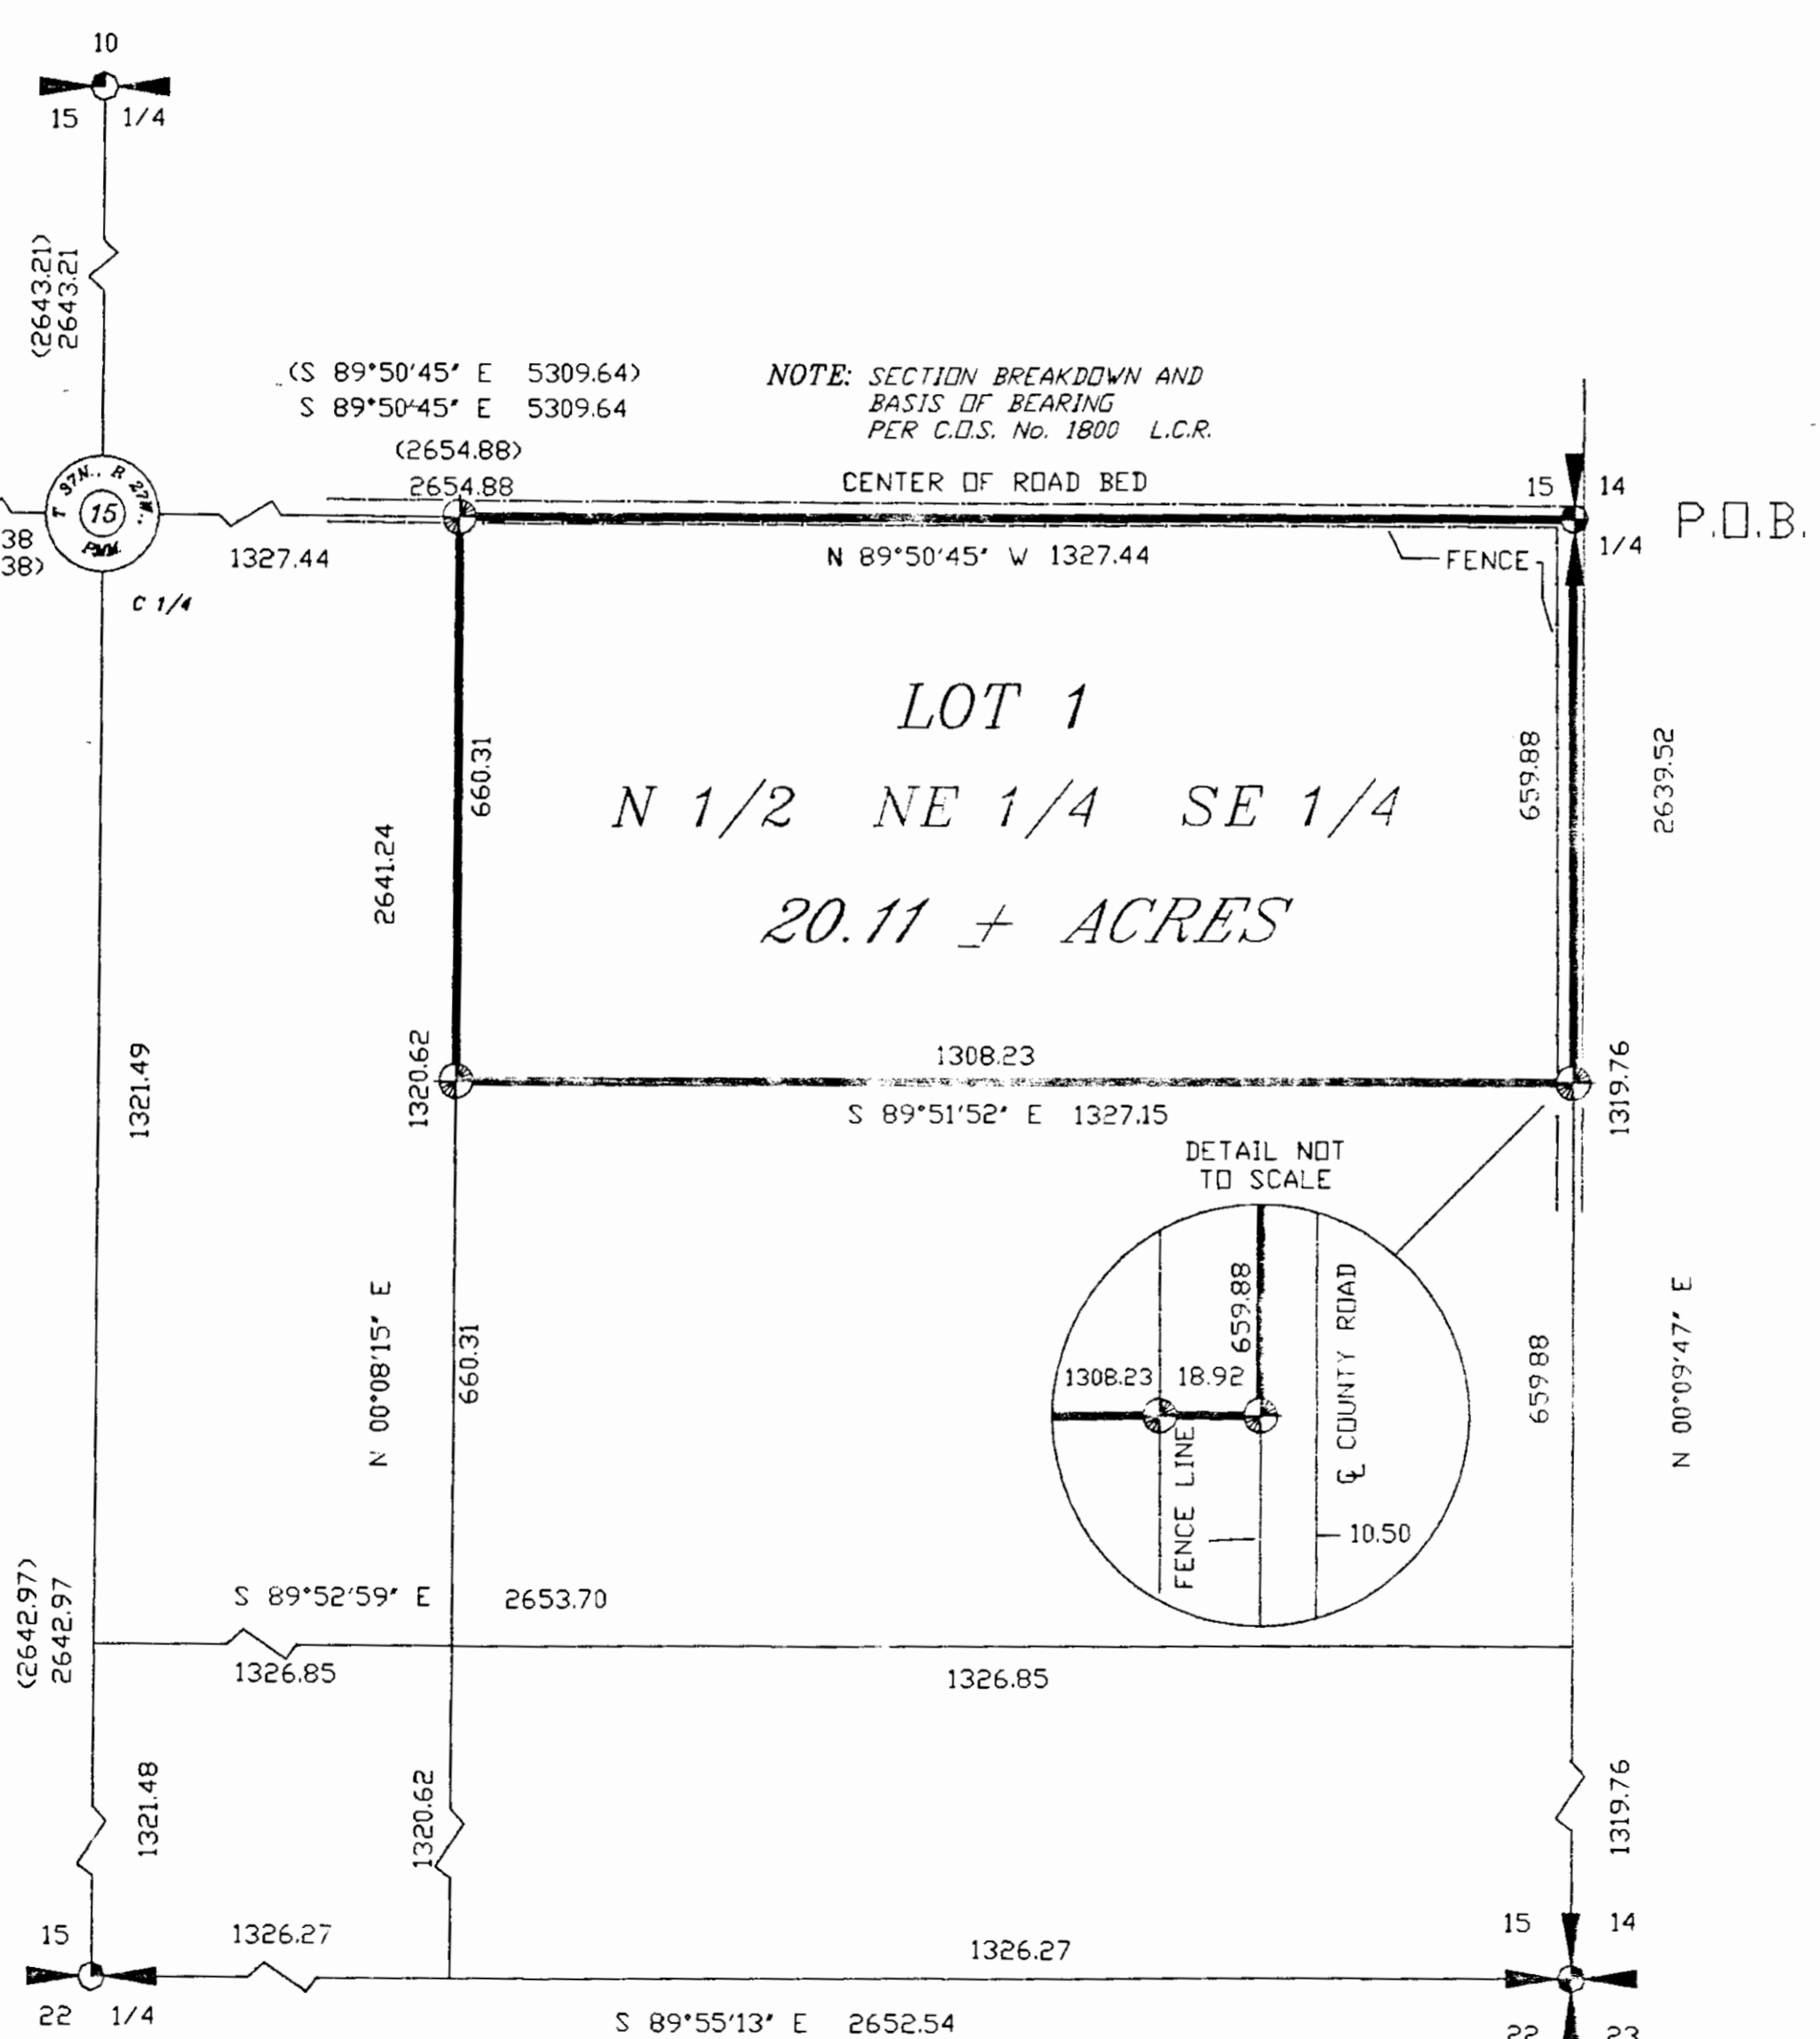 10
15 1/4
(2643.21)
2643.21
(S 89°50'45" E 5309.64)
S 89°50'45" E 5309.64
(2654.88)
2654.88
NOTE: SECTION BREAKDOWN AND
BASIS OF BEARING
PER C.O.S. No. 1800 L.C.R.
CENTER OF ROAD BED
15 14
1/4
P.O.B.
T 37N., R 27W.,
15
P.M.M.
38
38)
C 1/4
1327.44
N 89°50'45" W 1327.44
FENCE
LOT 1
N 1/2 NE 1/4 SE 1/4
20.11 ± ACRES
660.31
2641.24
659.88
2639.52
1321.49
1320.62
1308.23
S 89°51'52" E 1327.15
1319.76
DETAIL NOT
TO SCALE
659.88
1308.23 18.92
FENCE LINE
℄ COUNTY ROAD
10.50
N 00°08'15" E
660.31
659.88
N 00°09'47" E
(2642.97)
2642.97
S 89°52'59" E 2653.70
1326.85
1326.85
1321.48
1320.62
1319.76
15
22 1/4
1326.27
1326.27
15 14
22 23
S 89°55'13" E 2652.54